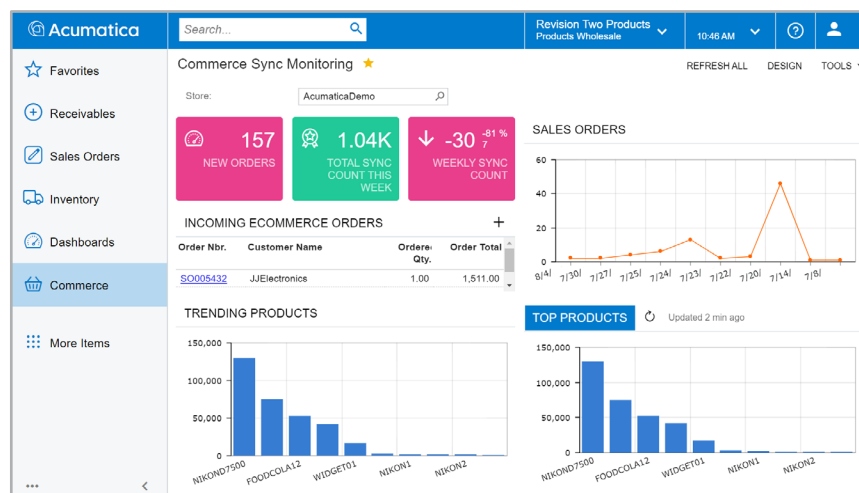 Acumatica
Search...
Revision Two Products
Products Wholesale
10:46 AM
?
Favorites
Receivables
Sales Orders
Inventory
Dashboards
Commerce
More Items
Commerce Sync Monitoring
REFRESH ALL
DESIGN
TOOLS
Store:
AcumaticaDemo
157
NEW ORDERS
1.04K
TOTAL SYNC
COUNT THIS
WEEK
-30
-81 %
7
WEEKLY SYNC
COUNT
INCOMING ECOMMERCE ORDERS
Order Nbr.
Customer Name
Ordere
Qty.
Order Total
SO005432
JJElectronics
1.00
1,511.00
SALES ORDERS
60
40
20
0
8/4/
7/30/
7/27/
7/25/
7/24/
7/23/
7/22/
7/20/
7/14/
7/8/
TRENDING PRODUCTS
150,000
100,000
50,000
0
NIKOND7500
FOODCOLA12
WIDGET01
NIKON1
NIKON2
TOP PRODUCTS
Updated 2 min ago
150,000
100,000
50,000
0
NIKOND7500
FOODCOLA12
WIDGET01
NIKON1
NIKON2